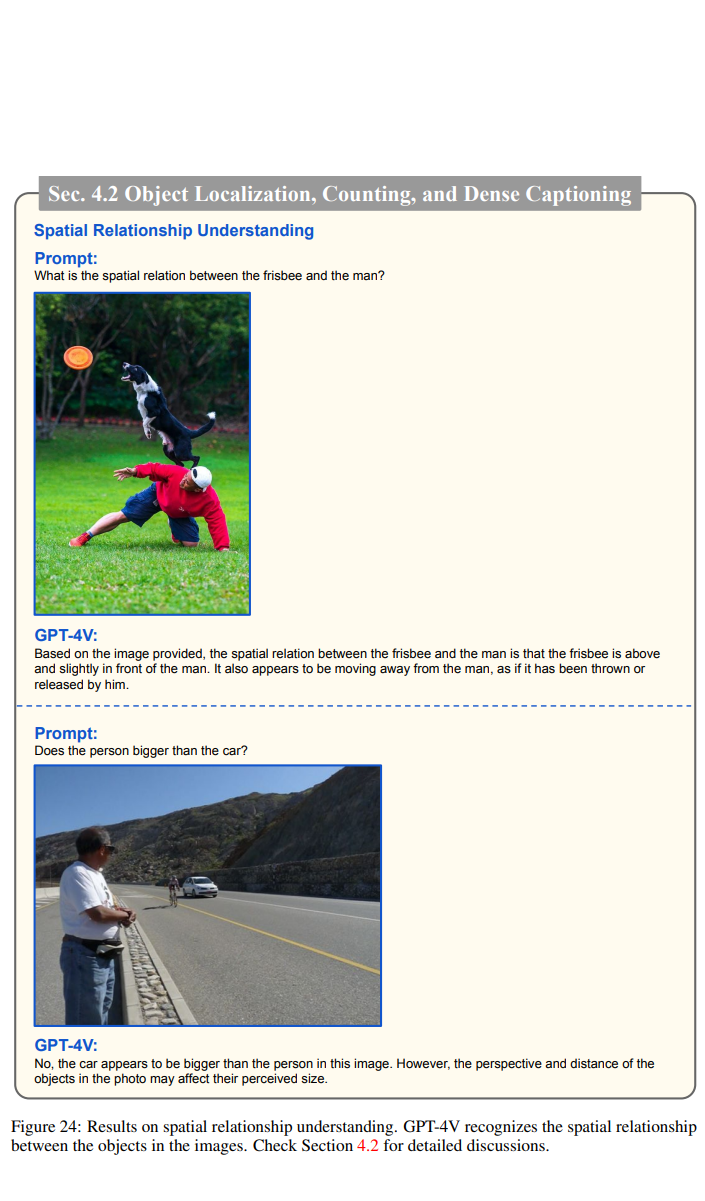 Sec. 4.2 Object Localization, Counting, and Dense Captioning
Spatial Relationship Understanding
Prompt:
What is the spatial relation between the frisbee and the man?
GPT-4V:
Based on the image provided, the spatial relation between the frisbee and the man is that the frisbee is above
and slightly in front of the man. It also appears to be moving away from the man, as if it has been thrown or
released by him.
Prompt:
Does the person bigger than the car?
GPT-4V:
No, the car appears to be bigger than the person in this image. However, the perspective and distance of the
objects in the photo may affect their perceived size.
Figure 24: Results on spatial relationship understanding. GPT-4V recognizes the spatial relationship
between the objects in the images. Check Section 4.2 for detailed discussions.